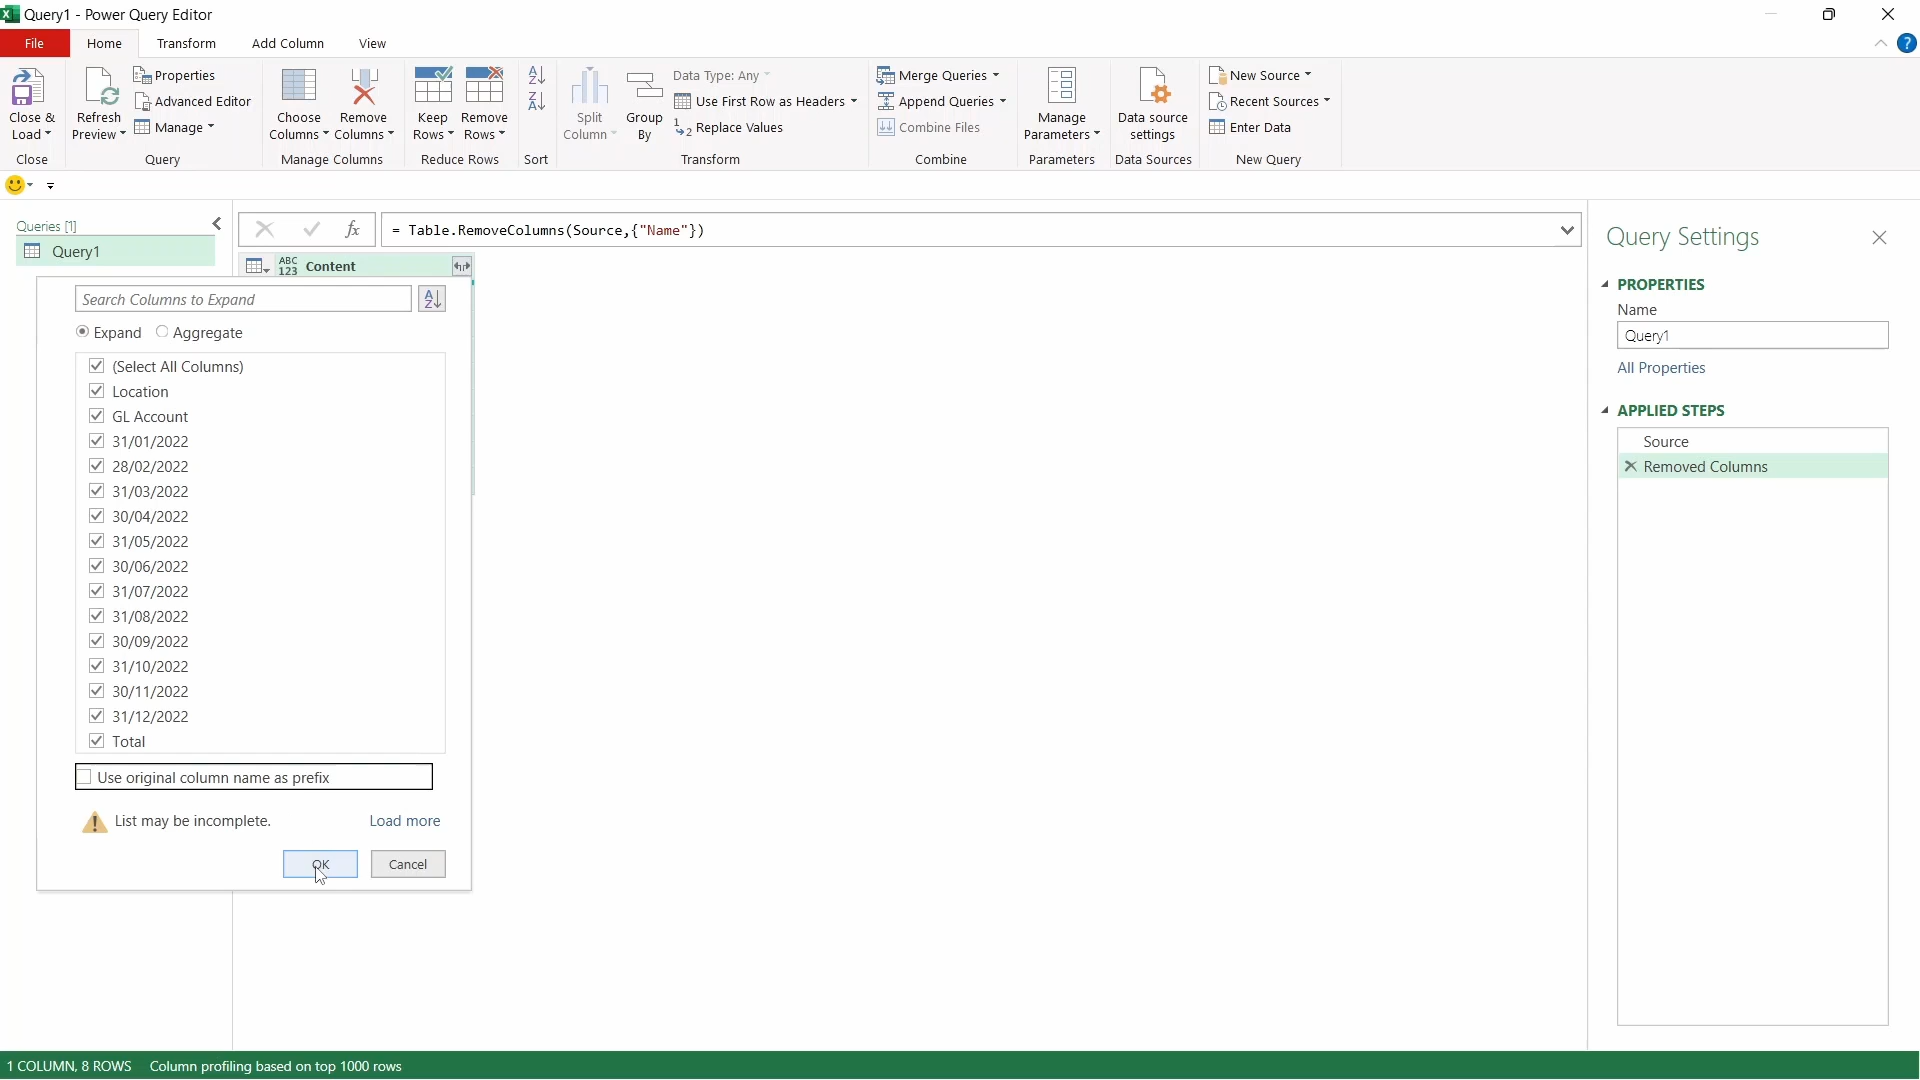 Query1 - Power Query Editor
File
Home
Transform
Add Column
View
?
Close &
Load
Close
Refresh
Preview
Properties
Advanced Editor
Manage
Query
Choose
Columns
Remove
Columns
Manage Columns
Keep
Rows
Remove
Rows
Reduce Rows
A
Z
Z
A
Sort
Split
Column
Group
By
Data Type: Any
Use First Row as Headers
1
2 Replace Values
Transform
Merge Queries
Append Queries
Combine Files
Combine
Manage
Parameters
Parameters
Data source
settings
Data Sources
New Source
Recent Sources
Enter Data
New Query
Queries [1]
Query1
fx
= Table.RemoveColumns(Source,{"Name"})
ABC
123
Content
Search Columns to Expand
A
Z
Expand
Aggregate
(Select All Columns)
Location
GL Account
31/01/2022
28/02/2022
31/03/2022
30/04/2022
31/05/2022
30/06/2022
31/07/2022
31/08/2022
30/09/2022
31/10/2022
30/11/2022
31/12/2022
Total
Use original column name as prefix
List may be incomplete.
Load more
OK
Cancel
Query Settings
PROPERTIES
Name
Query1
All Properties
APPLIED STEPS
Source
Removed Columns
1 COLUMN, 8 ROWS
Column profiling based on top 1000 rows